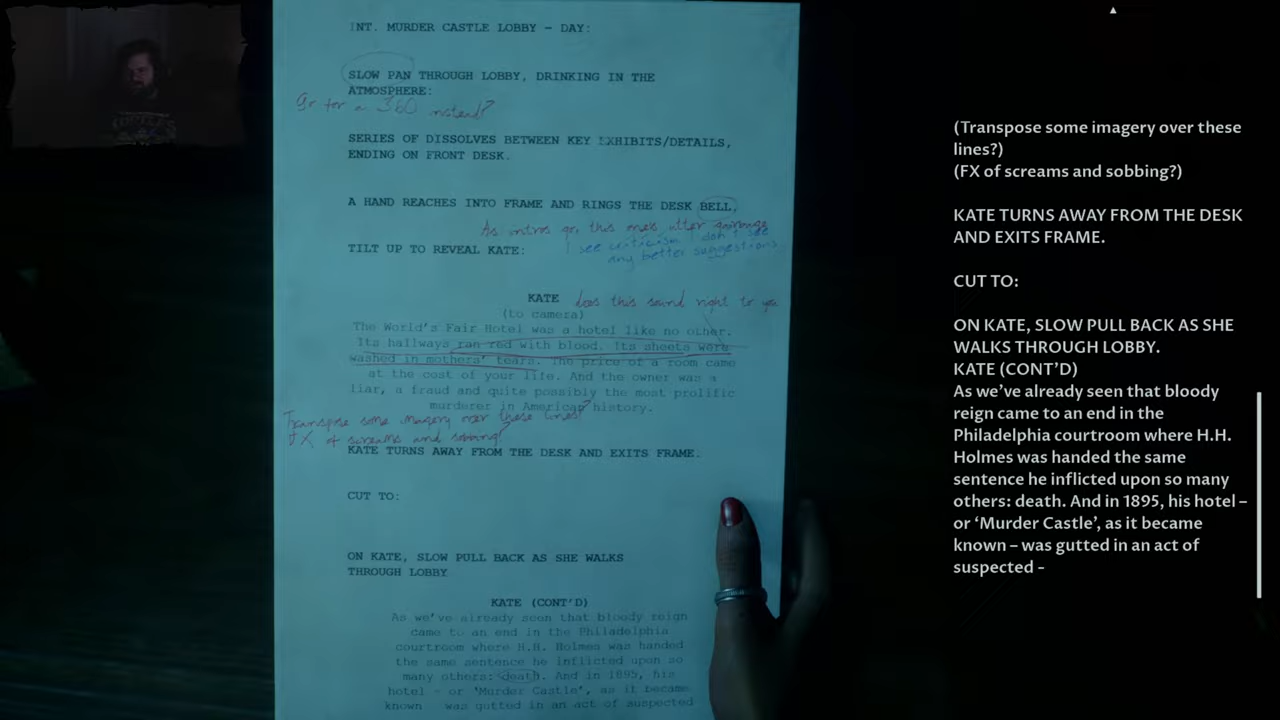 INT. MURDER CASTLE LOBBY – DAY:
SLOW PAN THROUGH LOBBY, DRINKING IN THE
ATMOSPHERE:
Or for a 360 instead?
SERIES OF DISSOLVES BETWEEN KEY EXHIBITS/DETAILS,
ENDING ON FRONT DESK.
A HAND REACHES INTO FRAME AND RINGS THE DESK BELL,
As intros go, this one's utter garbage
I see criticism I don't see
any better suggestions
TILT UP TO REVEAL KATE:
KATE does this sound right to you
(to camera)
The World's Fair Hotel was a hotel like no other.
Its hallways ran red with blood. Its sheets were
washed in mothers' tears. The price of a room came
at the cost of your life. And the owner was a
liar, a fraud and quite possibly the most prolific
murderer in American history.
Transpose some imagery over these lines?
FX of screams and sobbing?
KATE TURNS AWAY FROM THE DESK AND EXITS FRAME.
CUT TO:
ON KATE, SLOW PULL BACK AS SHE WALKS
THROUGH LOBBY
KATE (CONT'D)
As we've already seen that bloody reign
came to an end in the Philadelphia
courtroom where H.H. Holmes was handed
the same sentence he inflicted upon so
many others: death. And in 1895, his
hotel – or 'Murder Castle', as it became
known – was gutted in an act of suspected
(Transpose some imagery over these
lines?)
(FX of screams and sobbing?)
KATE TURNS AWAY FROM THE DESK
AND EXITS FRAME.
CUT TO:
ON KATE, SLOW PULL BACK AS SHE
WALKS THROUGH LOBBY.
KATE (CONT'D)
As we've already seen that bloody
reign came to an end in the
Philadelphia courtroom where H.H.
Holmes was handed the same
sentence he inflicted upon so many
others: death. And in 1895, his hotel –
or 'Murder Castle', as it became
known – was gutted in an act of
suspected -